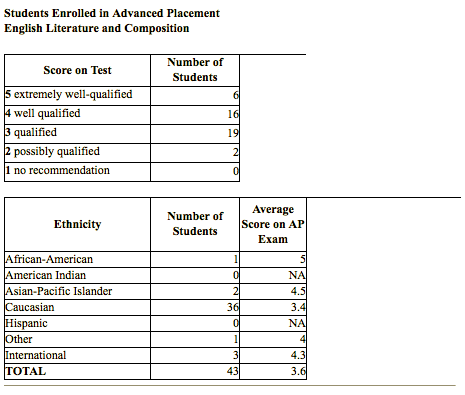 Students Enrolled in Advanced Placement
English Literature and Composition
Score on Test Number of Students
5 extremely well-qualified 6
4 well qualified 16
3 qualified 19
2 possibly qualified 2
1 no recommendation 0
Ethnicity Number of Students Average Score on AP Exam
African-American 1 5
American Indian 0 NA
Asian-Pacific Islander 2 4.5
Caucasian 36 3.4
Hispanic 0 NA
Other 1 4
International 3 4.3
TOTAL 43 3.6